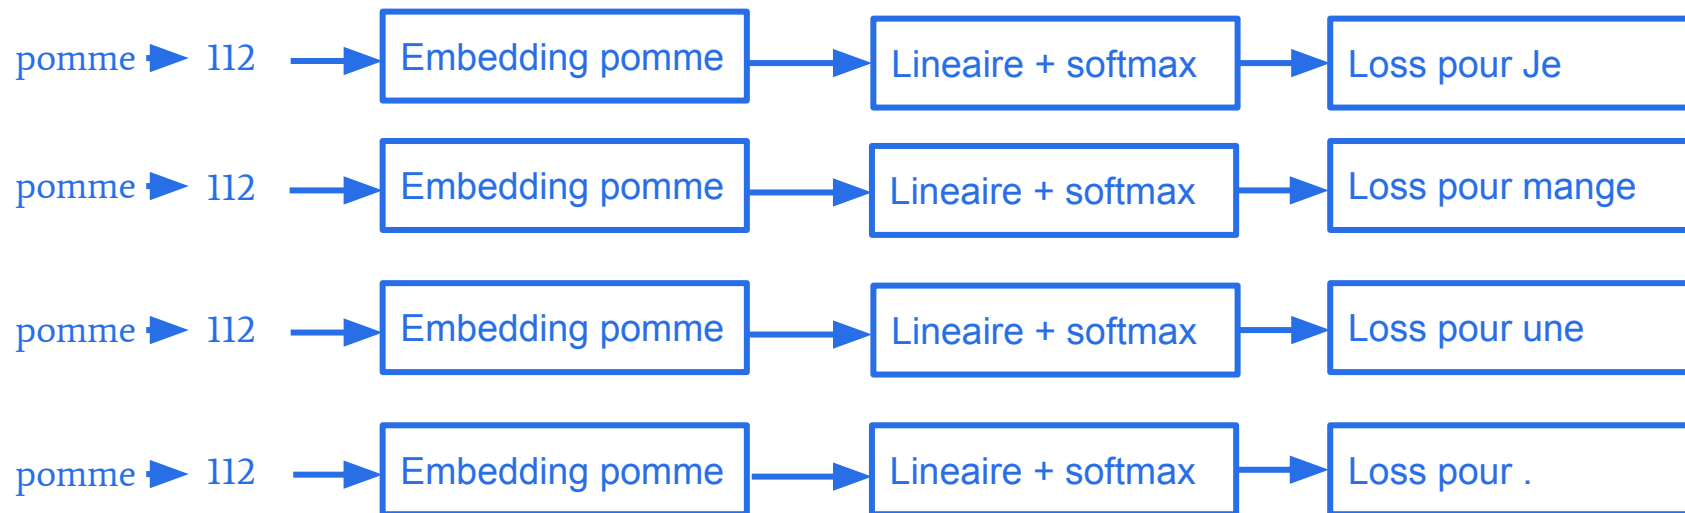 pomme 112 Embedding pomme Lineaire + softmax Loss pour Je
pomme 112 Embedding pomme Lineaire + softmax Loss pour mange
pomme 112 Embedding pomme Lineaire + softmax Loss pour une
pomme 112 Embedding pomme Lineaire + softmax Loss pour .